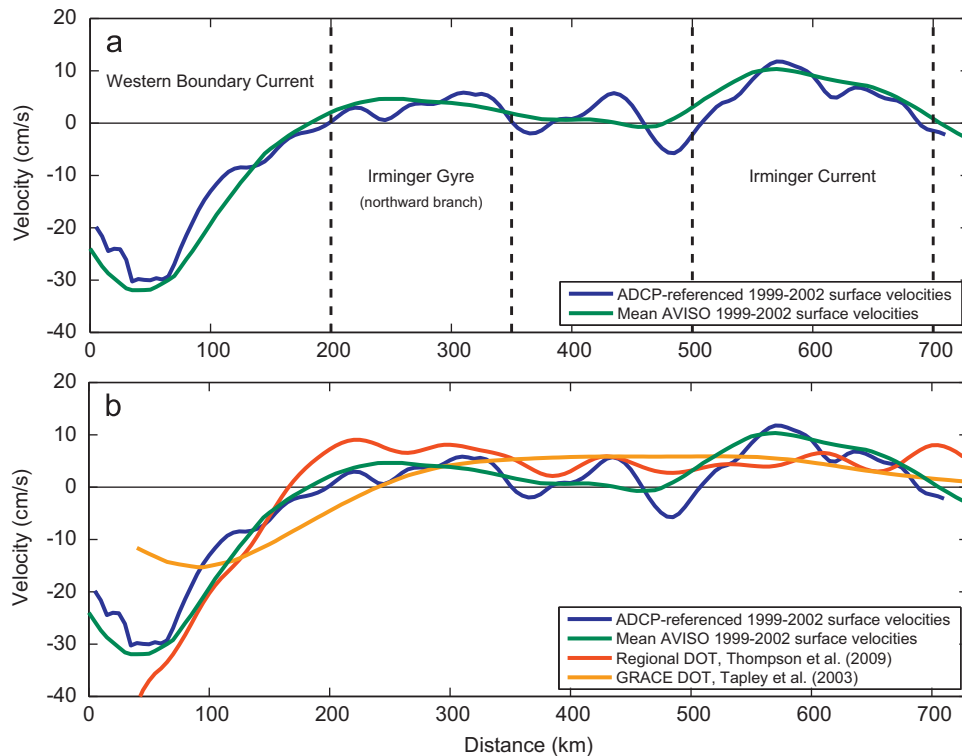 a
Velocity (cm/s)
20
10
0
-10
-20
-30
-40
Western Boundary Current
Irminger Gyre
(northward branch)
Irminger Current
ADCP-referenced 1999-2002 surface velocities
Mean AVISO 1999-2002 surface velocities
0 100 200 300 400 500 600 700
b
Velocity (cm/s)
20
10
0
-10
-20
-30
-40
ADCP-referenced 1999-2002 surface velocities
Mean AVISO 1999-2002 surface velocities
Regional DOT, Thompson et al. (2009)
GRACE DOT, Tapley et al. (2003)
0 100 200 300 400 500 600 700
Distance (km)